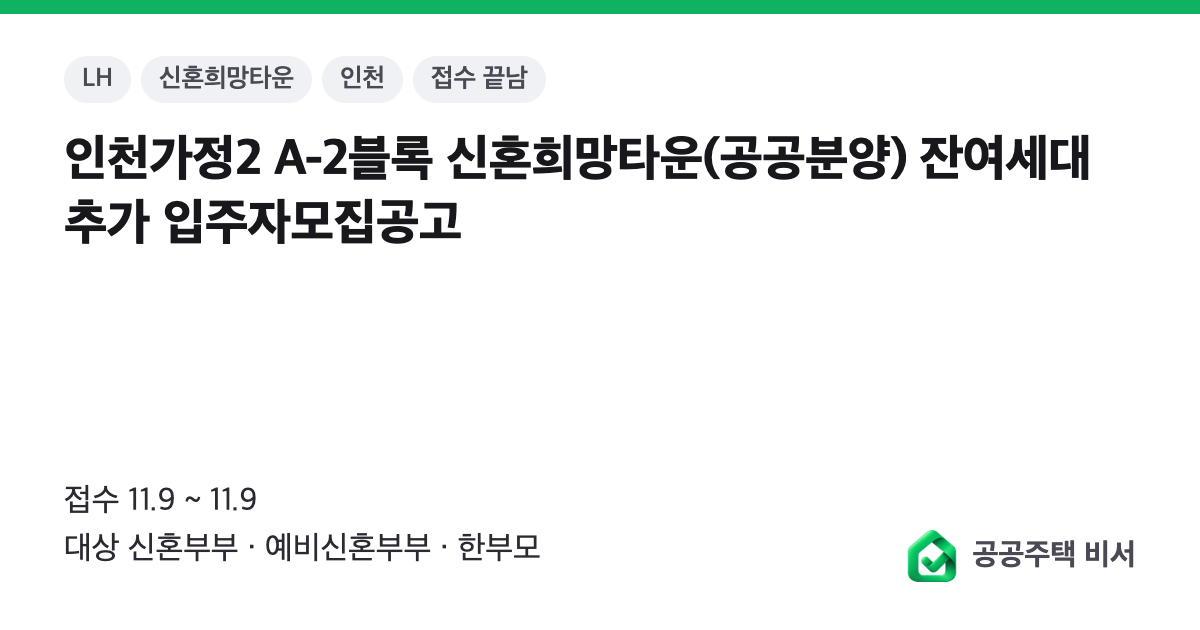 LH 신혼희망타운 인천 접수 끝남
인천가정2 A-2블록 신혼희망타운(공공분양) 잔여세대
추가 입주자모집공고
접수 11.9 ~ 11.9
대상 신혼부부 · 예비신혼부부 · 한부모
공공주택 비서